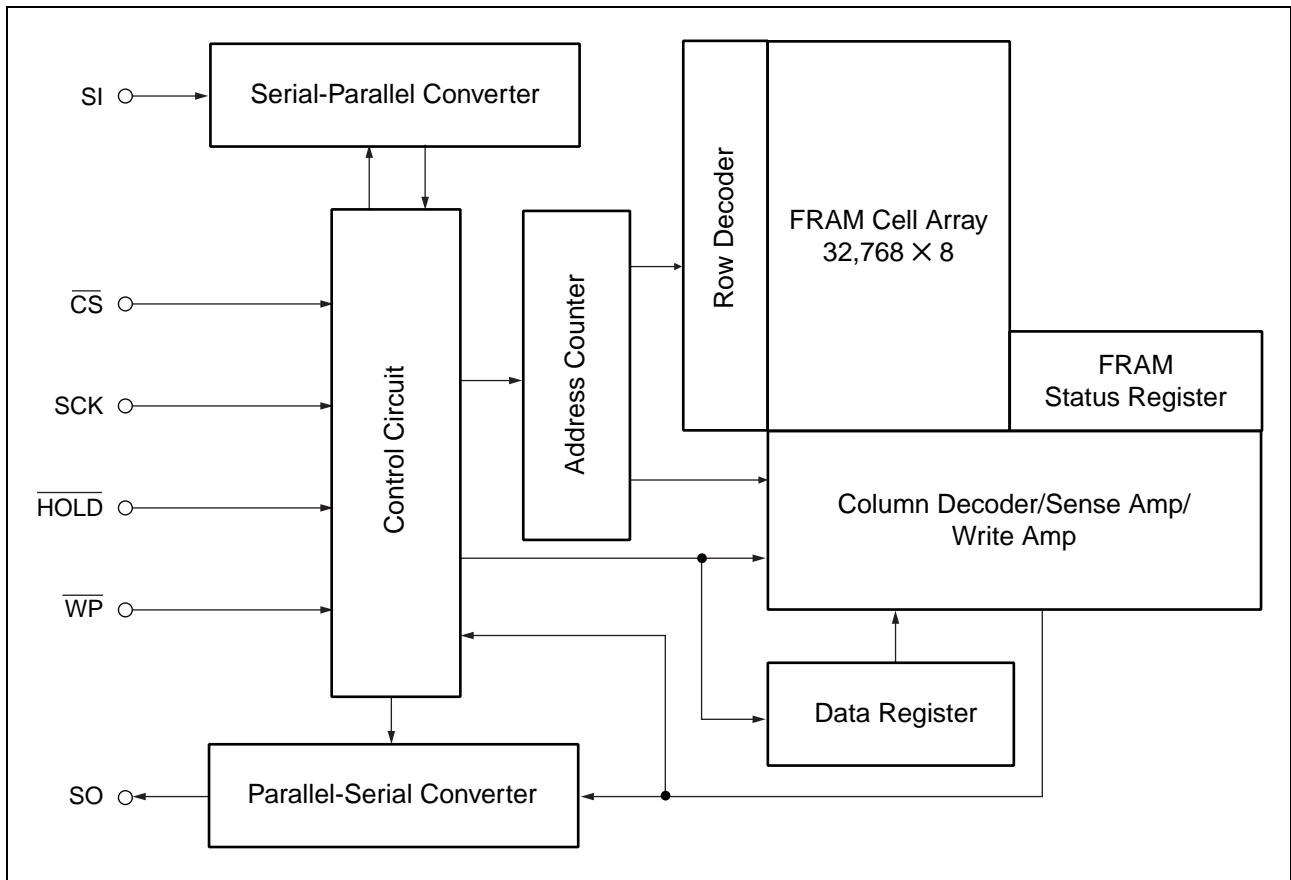 SI
Serial-Parallel Converter
CS
SCK
HOLD
WP
SO
Control Circuit
Address Counter
Row Decoder
FRAM Cell Array
32,768 × 8
FRAM
Status Register
Column Decoder/Sense Amp/
Write Amp
Data Register
Parallel-Serial Converter